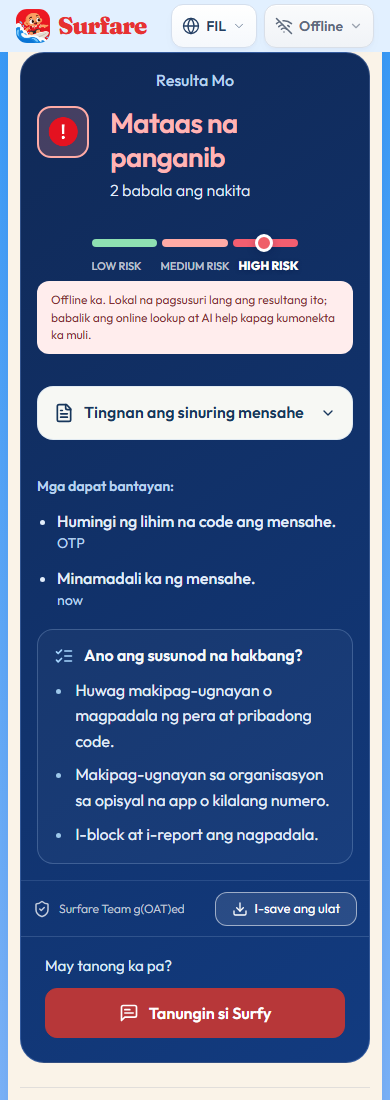 Surfare
FIL
Offline
Resulta Mo
Mataas na
panganib
2 babala ang nakita
LOW RISK
MEDIUM RISK
HIGH RISK
Offline ka. Lokal na pagsusuri lang ang resultang ito;
babalik ang online lookup at AI help kapag kumonekta
ka muli.
Tingnan ang sinuring mensahe
Mga dapat bantayan:
Humingi ng lihim na code ang mensahe.
OTP
Minamadali ka ng mensahe.
now
Ano ang susunod na hakbang?
Huwag makipag-ugnayan o
magpadala ng pera at pribadong
code.
Makipag-ugnayan sa organisasyon
sa opisyal na app o kilalang numero.
I-block at i-report ang nagpadala.
Surfare Team g(OAT)ed
I-save ang ulat
May tanong ka pa?
Tanungin si Surfy